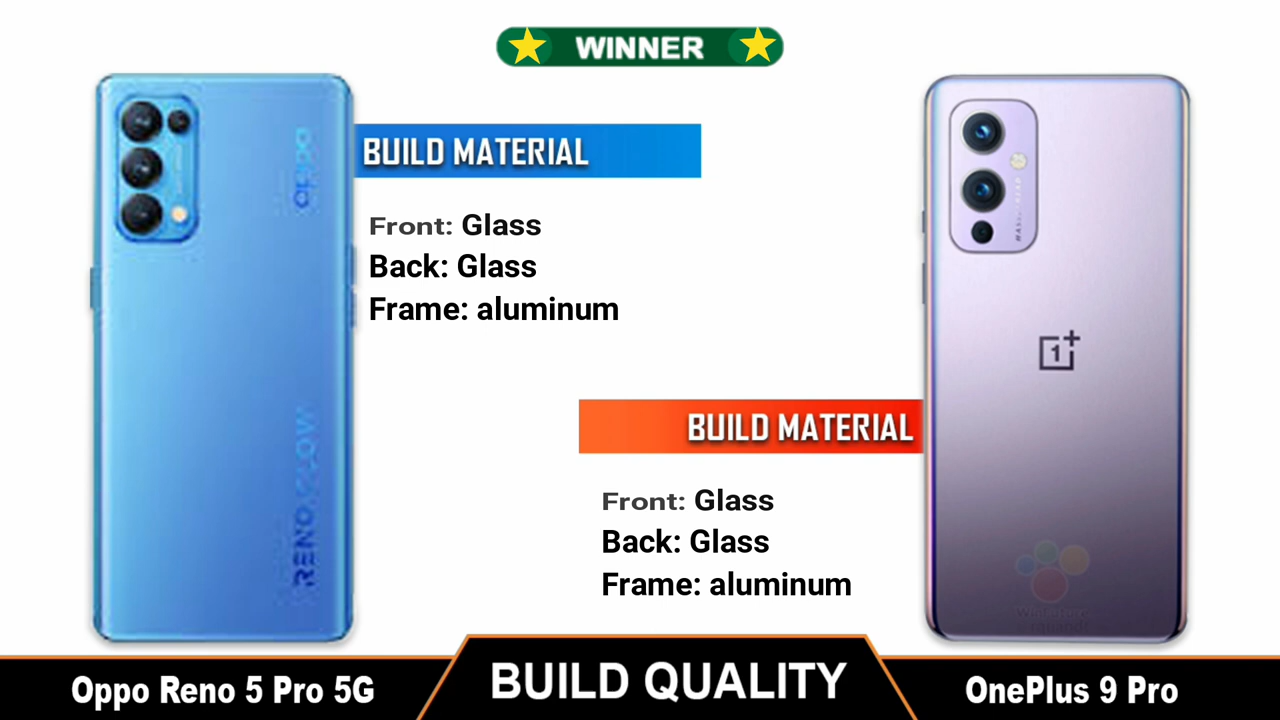 WINNER
oppo
BUILD MATERIAL
Front: Glass
Back: Glass
Frame: aluminum
RENO GLOW
BUILD MATERIAL
Front: Glass
Back: Glass
Frame: aluminum
1+
Oppo Reno 5 Pro 5G
BUILD QUALITY
OnePlus 9 Pro